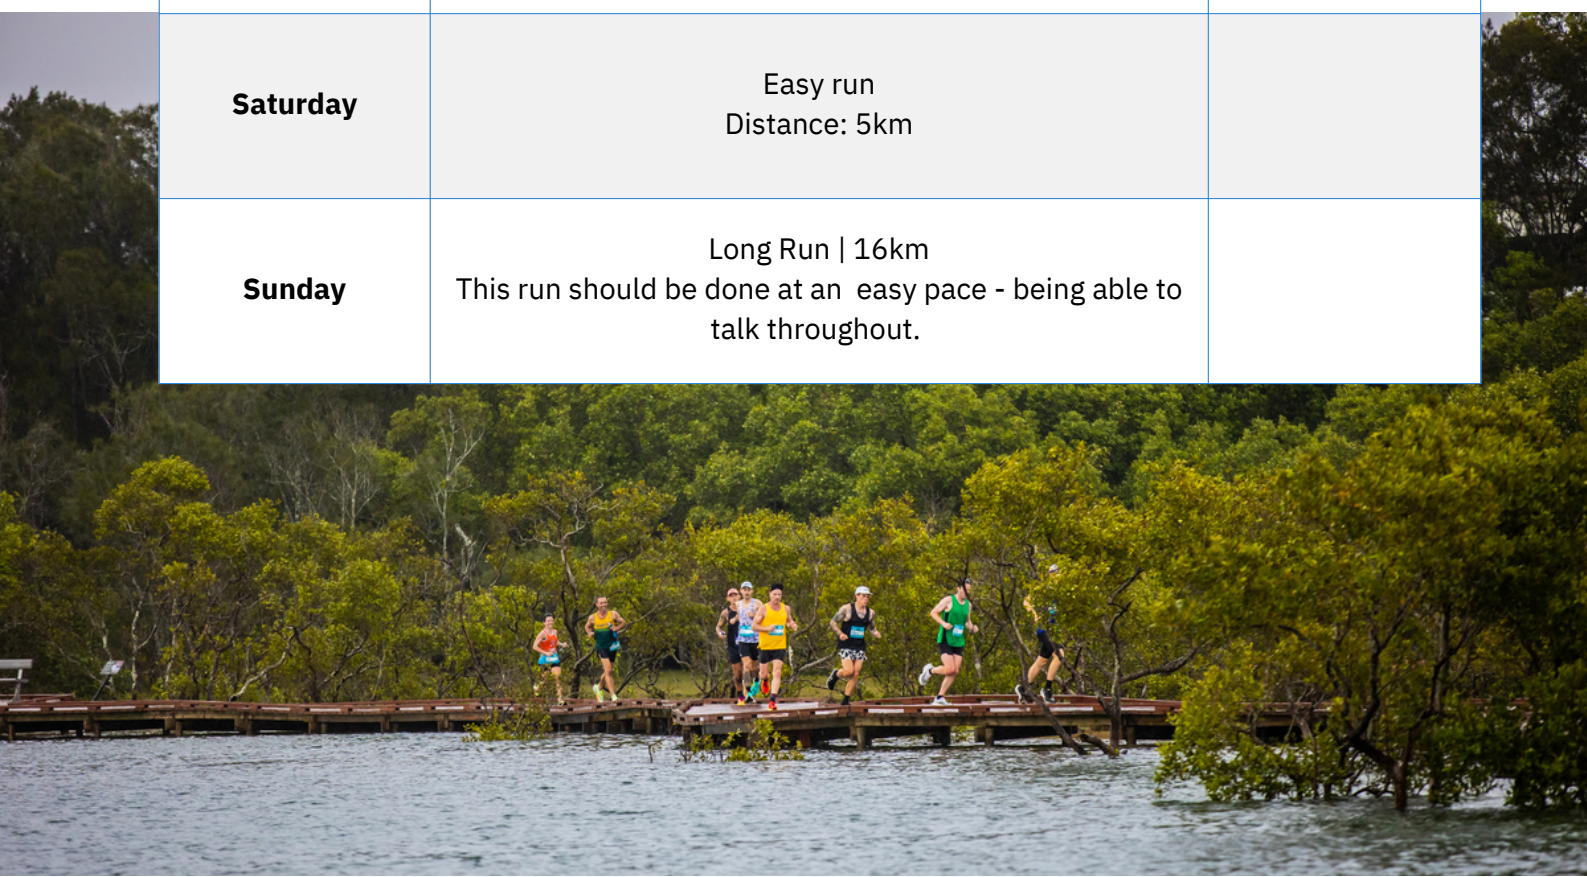 Saturday
Easy run
Distance: 5km
Sunday
Long Run | 16km
This run should be done at an  easy pace - being able to
talk throughout.